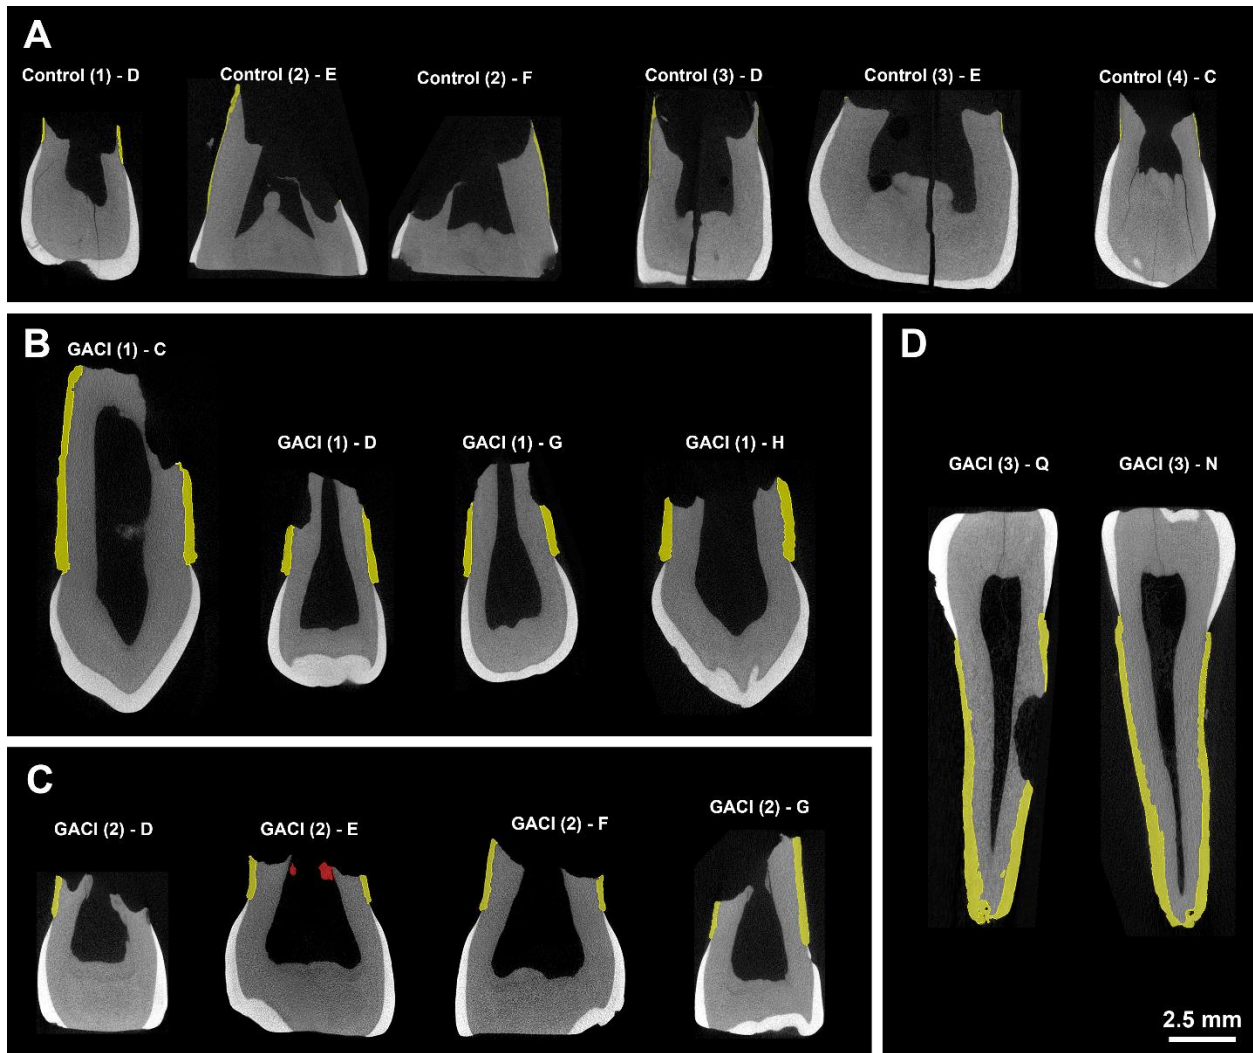 A
Control (1) - D
Control (2) - E
Control (2) - F
Control (3) - D
Control (3) - E
Control (4) - C
B
GACI (1) - C
GACI (1) - D
GACI (1) - G
GACI (1) - H
C
GACI (2) - D
GACI (2) - E
GACI (2) - F
GACI (2) - G
D
GACI (3) - Q
GACI (3) - N
2.5 mm